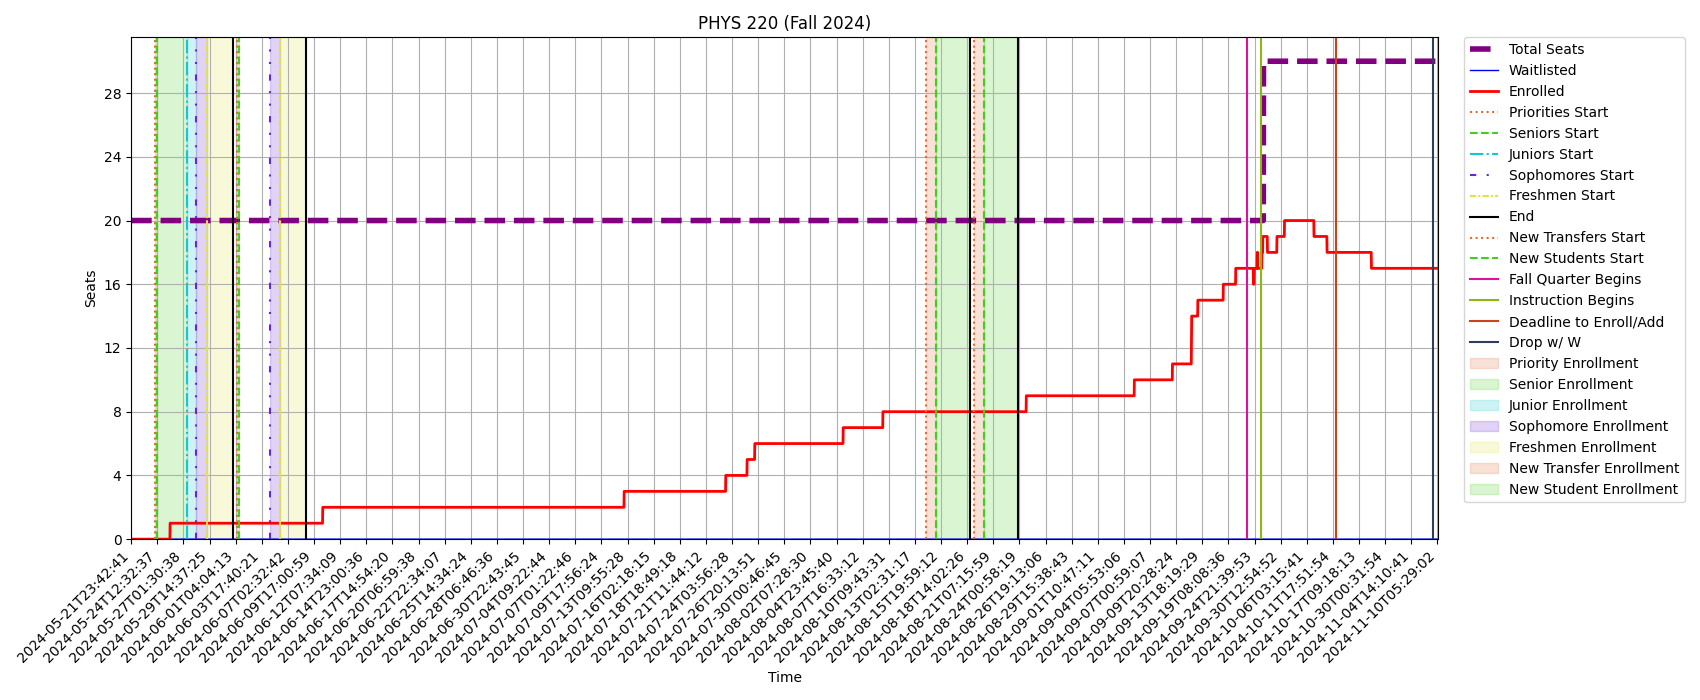 PHYS 220 (Fall 2024)
Seats
28
24
20
16
12
8
4
0
2024-05-21T23:42:41
2024-05-24T12:32:37
2024-05-27T01:30:38
2024-05-29T14:37:25
2024-06-01T04:04:13
2024-06-03T17:40:21
2024-06-07T02:32:42
2024-06-09T17:00:59
2024-06-12T07:34:09
2024-06-14T23:00:36
2024-06-17T14:54:20
2024-06-20T06:59:38
2024-06-22T22:34:07
2024-06-25T14:34:24
2024-06-28T06:46:36
2024-06-30T22:43:45
2024-07-04T09:22:44
2024-07-07T01:22:46
2024-07-09T17:56:24
2024-07-13T09:55:28
2024-07-16T02:18:15
2024-07-18T18:49:18
2024-07-21T11:44:12
2024-07-24T03:56:28
2024-07-26T20:13:51
2024-07-30T00:46:45
2024-08-02T07:28:30
2024-08-04T23:45:40
2024-08-07T16:33:12
2024-08-10T09:43:31
2024-08-13T02:31:17
2024-08-15T19:59:12
2024-08-18T14:02:26
2024-08-21T07:15:59
2024-08-24T00:58:19
2024-08-26T19:13:06
2024-08-29T15:38:43
2024-09-01T10:47:11
2024-09-04T05:53:06
2024-09-07T00:59:07
2024-09-09T20:28:24
2024-09-13T18:19:29
2024-09-19T08:08:36
2024-09-24T21:39:53
2024-09-30T12:54:52
2024-10-06T03:15:41
2024-10-11T17:51:54
2024-10-17T09:18:13
2024-10-30T00:31:54
2024-11-04T14:10:41
2024-11-10T05:29:02
Time
Total Seats
Waitlisted
Enrolled
Priorities Start
Seniors Start
Juniors Start
Sophomores Start
Freshmen Start
End
New Transfers Start
New Students Start
Fall Quarter Begins
Instruction Begins
Deadline to Enroll/Add
Drop w/ W
Priority Enrollment
Senior Enrollment
Junior Enrollment
Sophomore Enrollment
Freshmen Enrollment
New Transfer Enrollment
New Student Enrollment